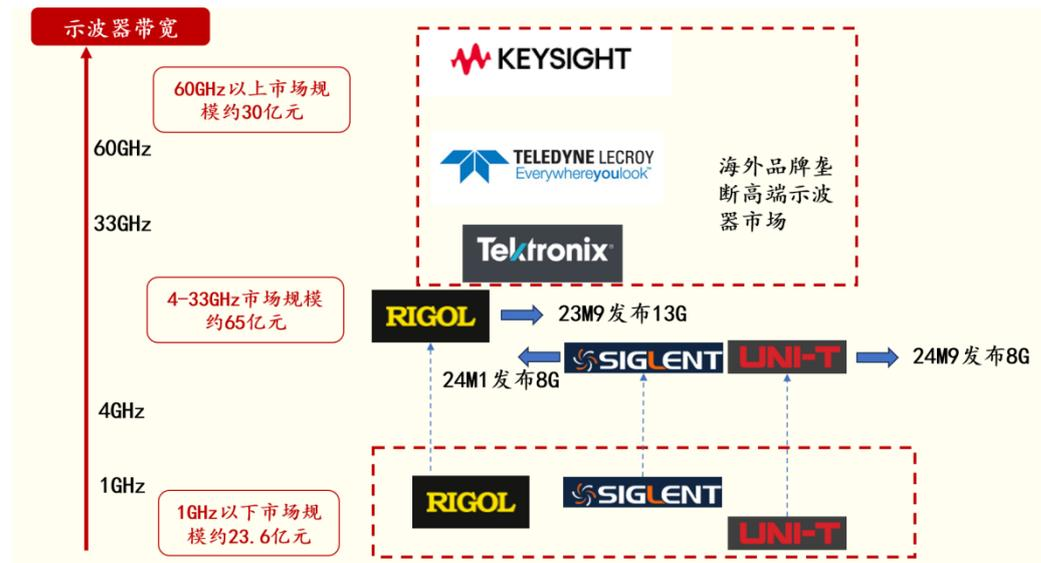 示波器带宽
KEYSIGHT
60GHz以上市场规
模约30亿元
60GHz
TELEDYNE LECROY
Everywhereyoulook™
海外品牌垄
断高端示波
器市场
33GHz
Tektronix®
4-33GHz市场规模
约65亿元
RIGOL
23M9发布13G
SIGLENT
UNI-T
24M9发布8G
24M1发布8G
4GHz
1GHz
RIGOL
SIGLENT
UNI-T
1GHz以下市场规
模约23.6亿元